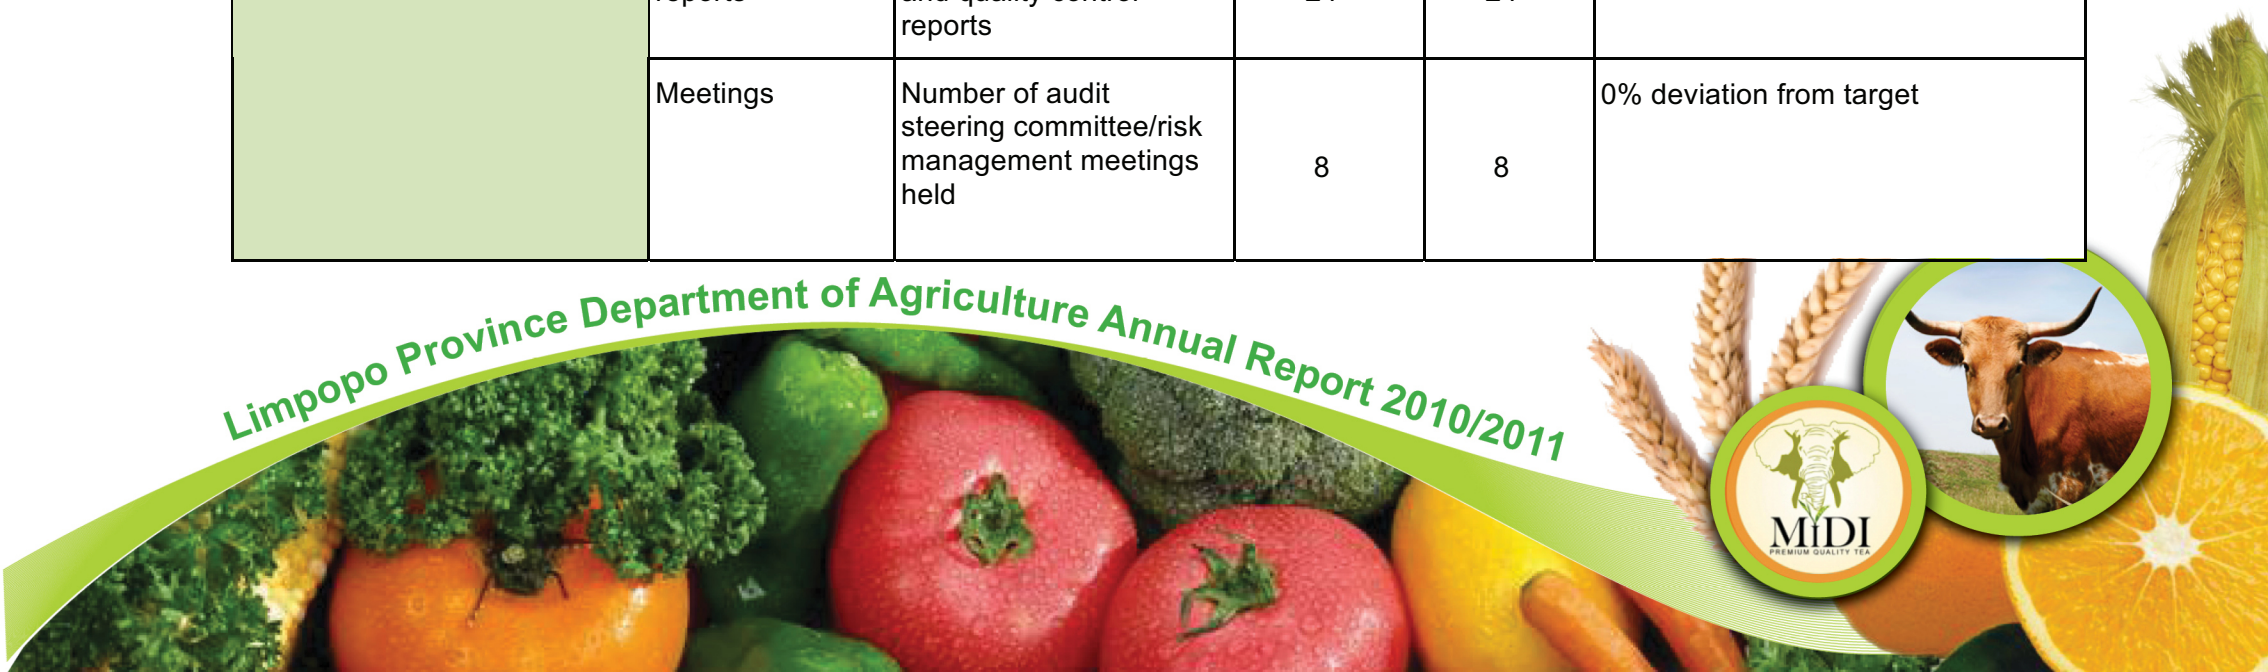 reports
reports
Meetings
Number of audit
steering committee/risk
management meetings
held
8
8
0% deviation from target
Limpopo Province Department of Agriculture Annual Report 2010/2011
MiDI
PREMIUM QUALITY TEA